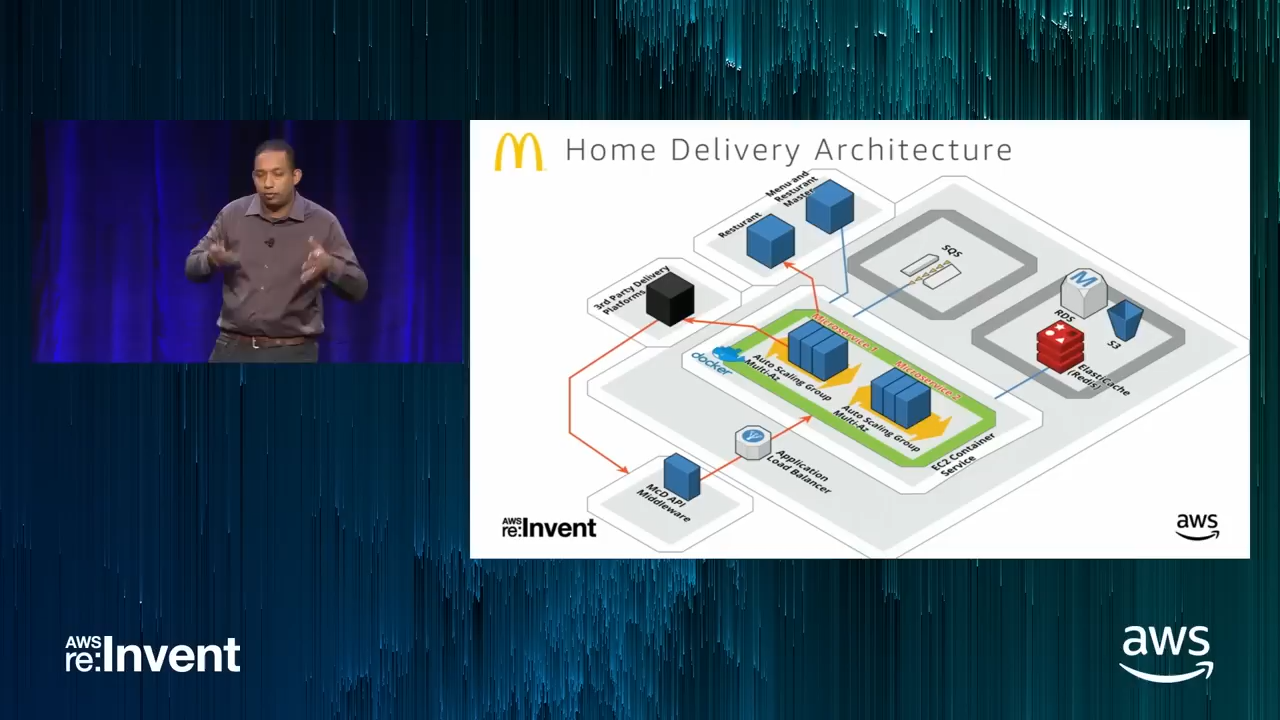 Home Delivery Architecture
Menu and
Resturant
Master
Resturant
3rd Party Delivery
Platforms
SQS
RDS
S3
ElastiCache
(Redis)
Microservice 1
docker
Auto Scaling Group
Multi-Az
Microservice 2
Auto Scaling Group
Multi-Az
EC2 Container
Service
Application
Load Balancer
McD API
Middleware
AWS
re:Invent
aws
AWS
re:Invent
aws